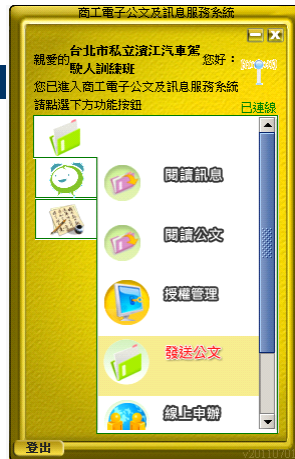 商工電子公文及訊息服務系統
親愛的台北市私立濱江汽車駕駛人訓練班 您好：
您已進入商工電子公文及訊息服務系統
請點選下方功能按鈕 已連線
閱讀訊息
閱讀公文
授權管理
發送公文
線上申辦
登出 v20110701